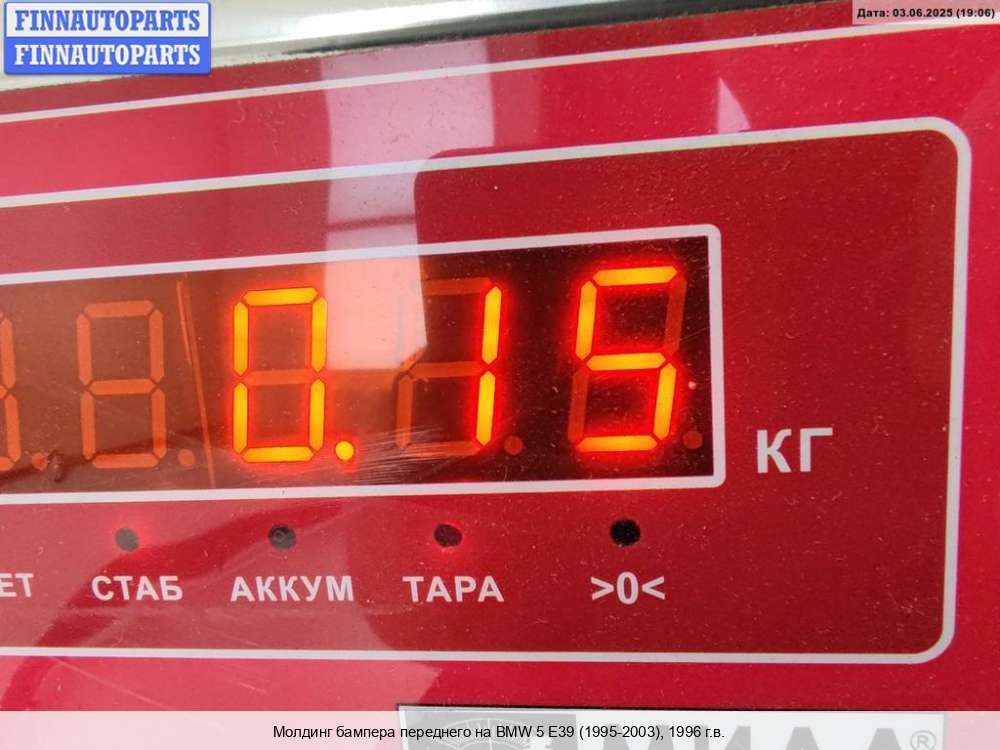 FINNAUTOPARTS
FINNAUTOPARTS
Дата: 03.06.2025 (19:06)
0.15
КГ
СТАБ АККУМ ТАРА >0<
Молдинг бампера переднего на BMW 5 E39 (1995-2003), 1996 г.в.